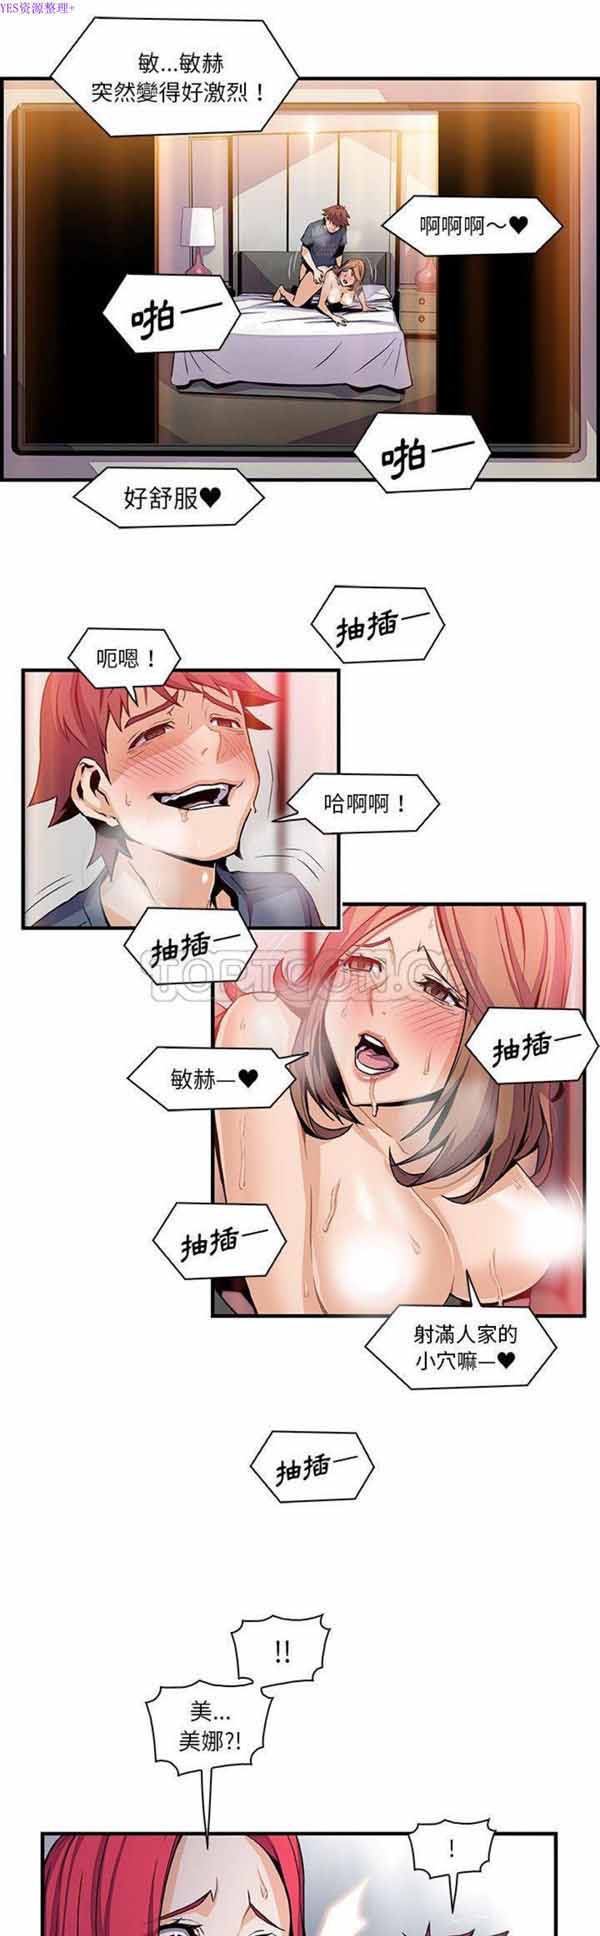 YES资源整理+
敏...敏赫
突然變得好激烈！
啊啊啊～♥
啪一
啪一
好舒服♥
抽插一
呃嗯！
哈啊啊！
抽插一
TOPTOON.C
抽插一
敏赫—♥
抽插一
射滿人家的
小穴嘛—♥
抽插一
!!
美...
美娜?!
!